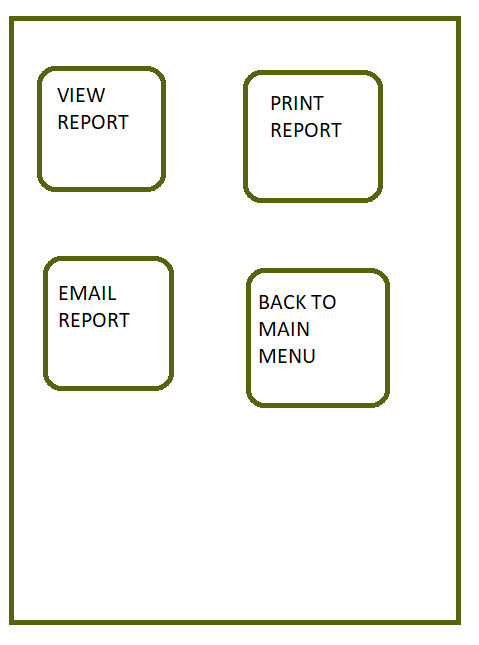 VIEW
REPORT
PRINT
REPORT
EMAIL
REPORT
BACK TO
MAIN
MENU